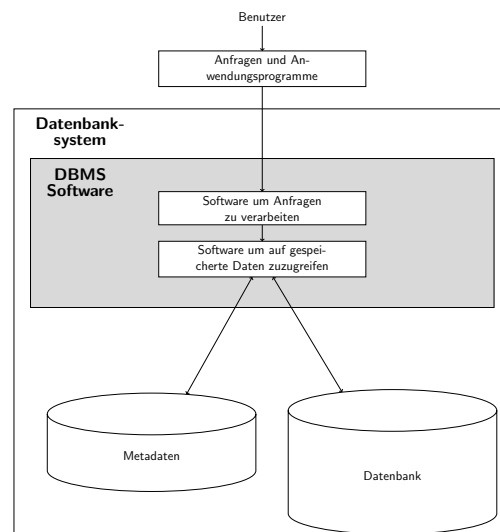 Benutzer
Anfragen und An-
wendungsprogramme
Datenbank-
system
DBMS
Software
Software um Anfragen
zu verarbeiten
Software um auf gespei-
cherte Daten zuzugreifen
Metadaten
Datenbank